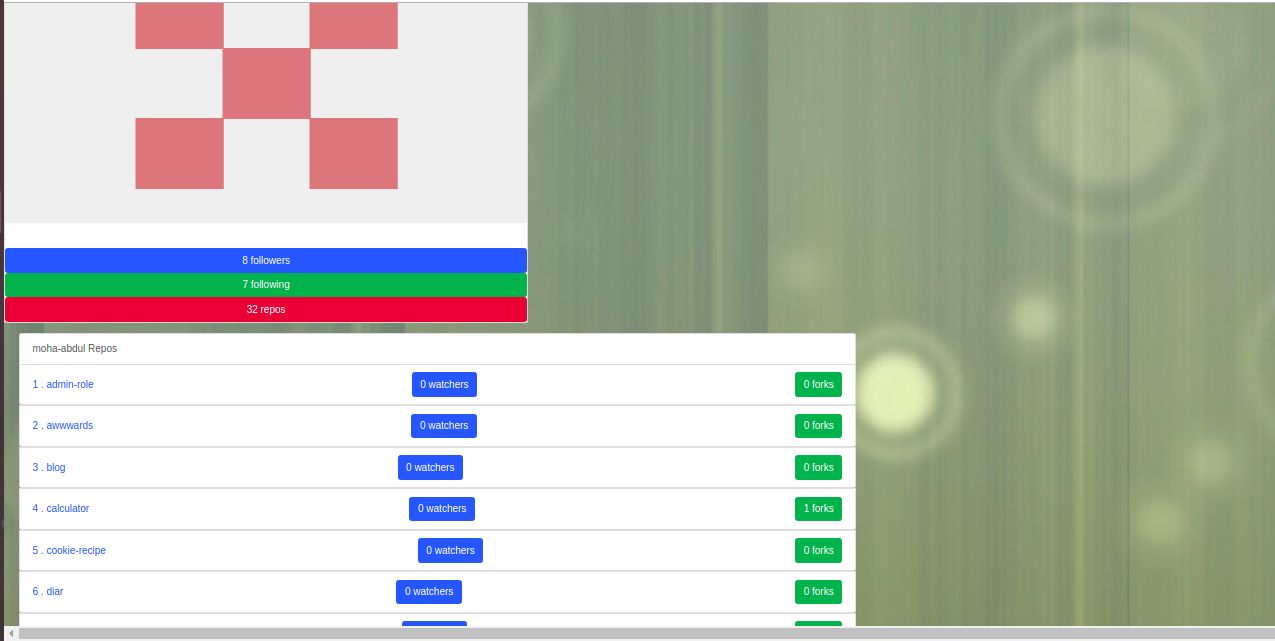 8 followers
7 following
32 repos
moha-abdul Repos
1 . admin-role 0 watchers 0 forks
2 . awwwards 0 watchers 0 forks
3 . blog 0 watchers 0 forks
4 . calculator 0 watchers 1 forks
5 . cookie-recipe 0 watchers 0 forks
6 . diar 0 watchers 0 forks